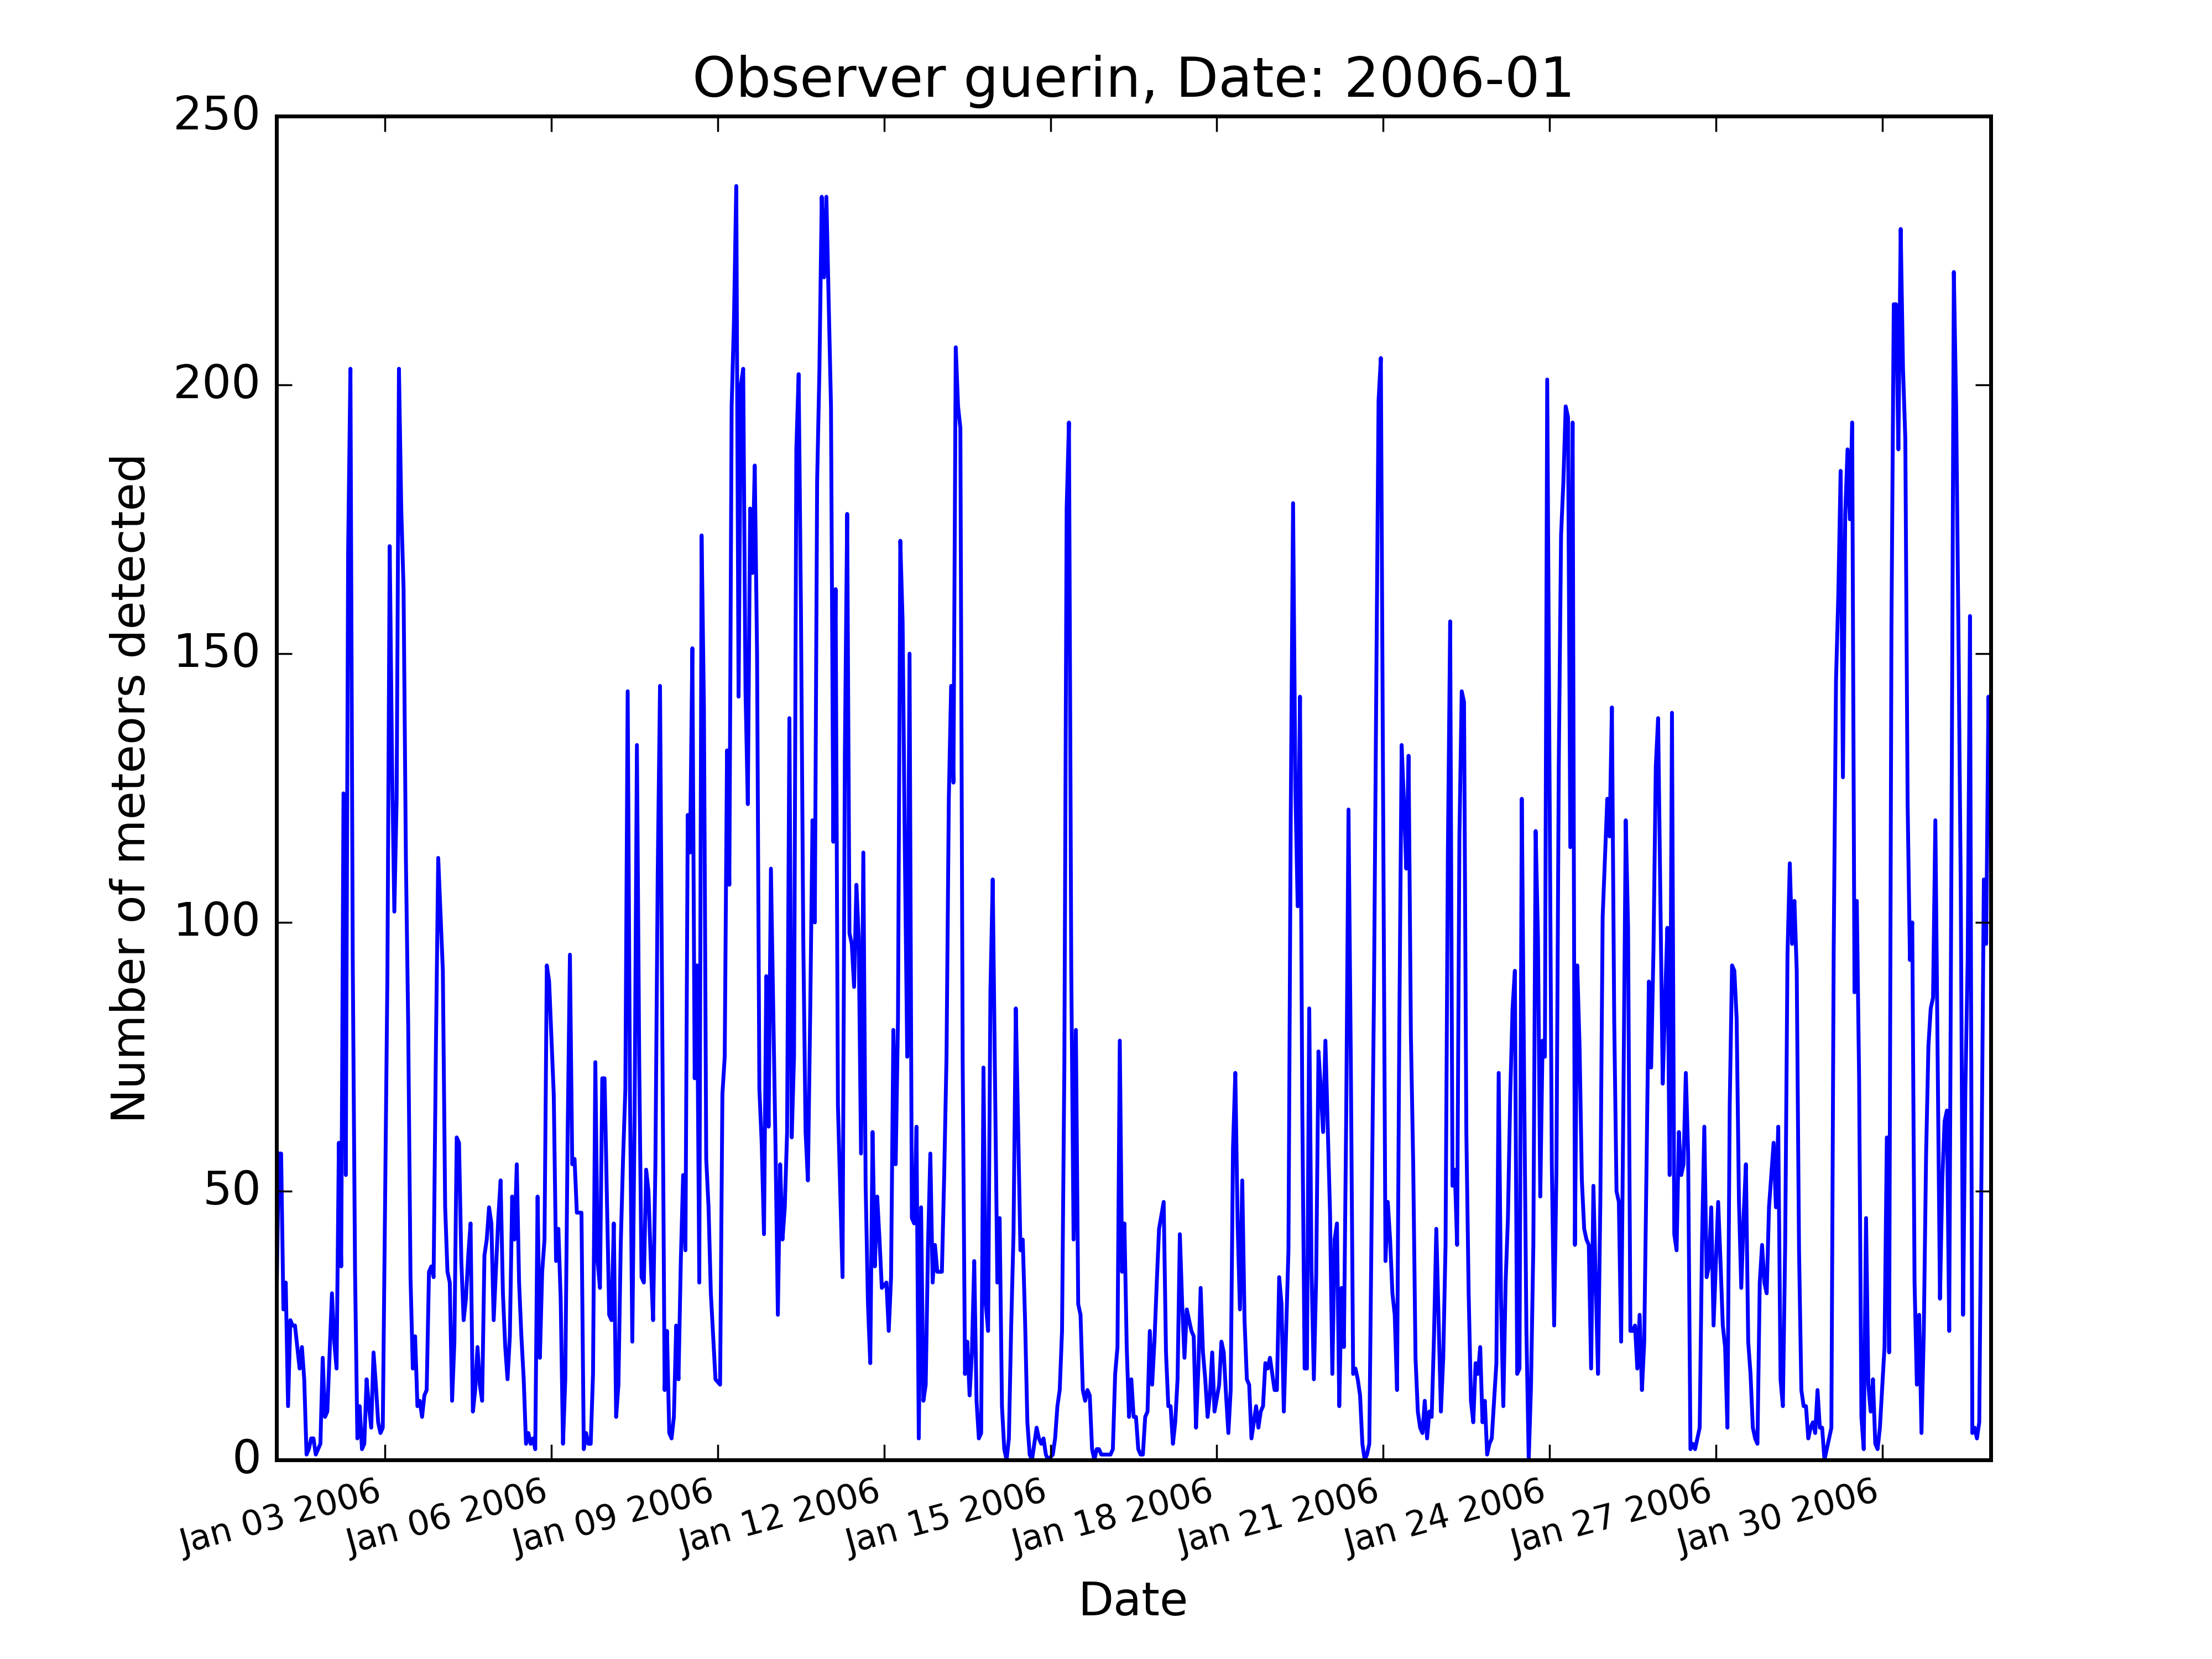 Observer guerin, Date: 2006-01
250
200
150
100
50
0
Number of meteors detected
Jan 03 2006
Jan 06 2006
Jan 09 2006
Jan 12 2006
Jan 15 2006
Jan 18 2006
Jan 21 2006
Jan 24 2006
Jan 27 2006
Jan 30 2006
Date